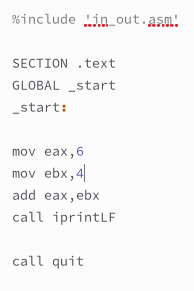 %include 'in_out.asm'
SECTION .text
GLOBAL _start
_start:
mov eax,6
mov ebx,4
add eax,ebx
call iprintLF
call quit